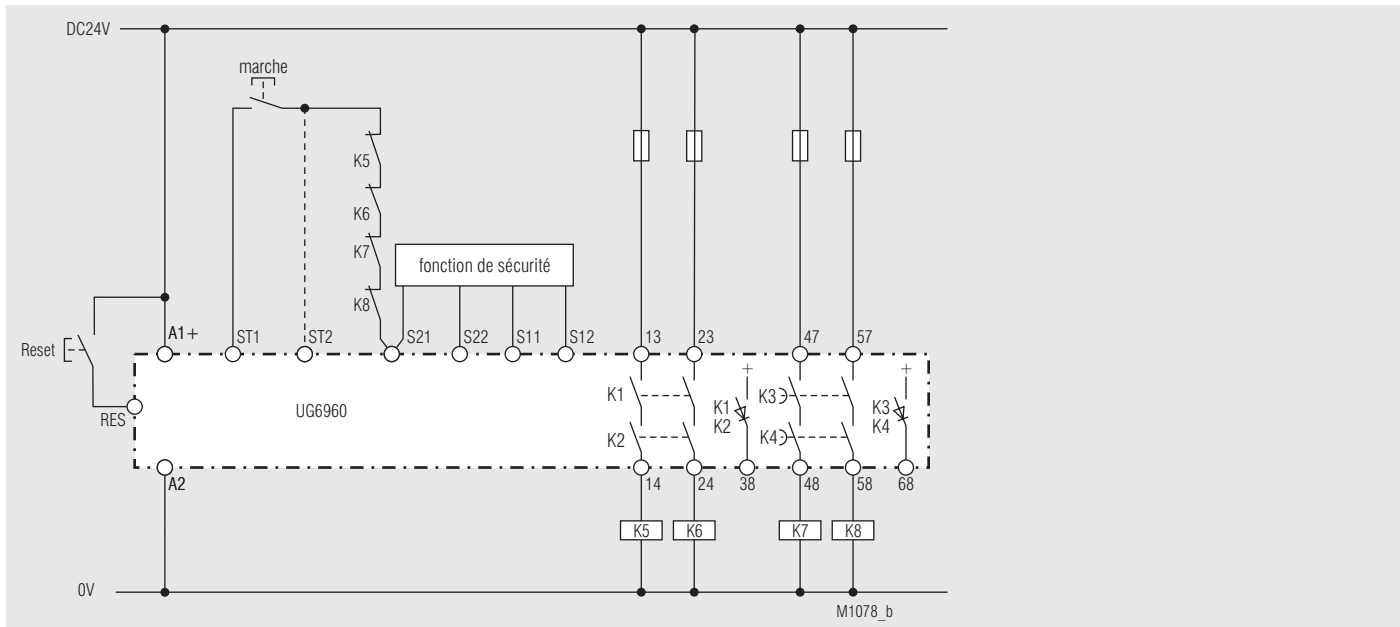 DC24V
marche
K5
K6
K7
K8
fonction de sécurité
Reset
A1+
ST1
ST2
S21
S22
S11
S12
13
23
47
57
RES
UG6960
K1
K2
K1
K2
+
K3
K4
K3
K4
+
A2
14
24
38
48
58
68
K5
K6
K7
K8
0V
M1078_b